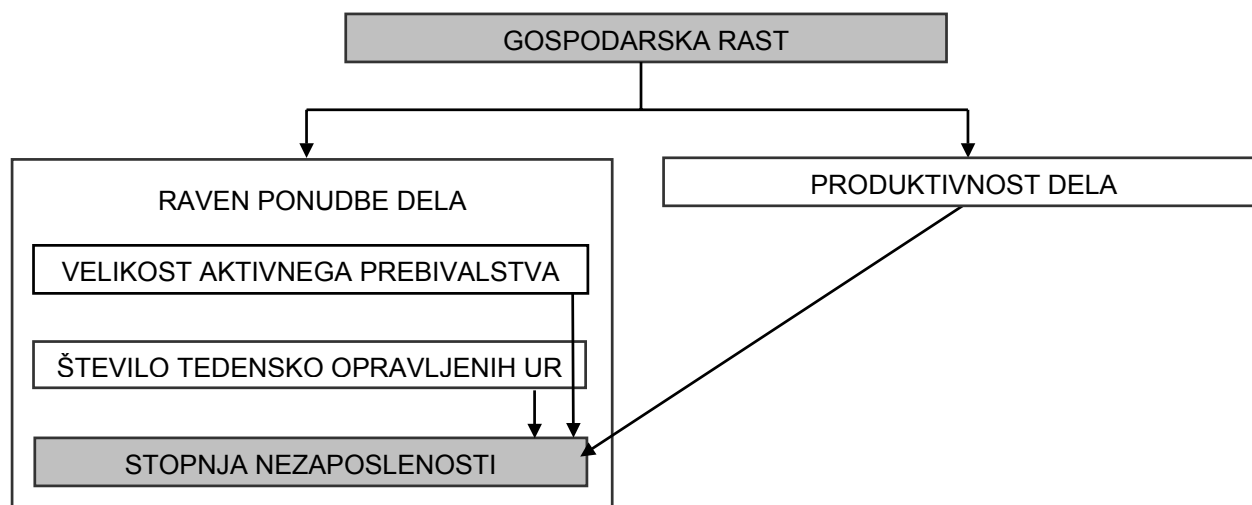 GOSPODARSKA RAST
RAVEN PONUDBE DELA
PRODUKTIVNOST DELA
VELIKOST AKTIVNEGA PREBIVALSTVA
ŠTEVILO TEDENSKO OPRAVLJENIH UR
STOPNJA NEZAPOSLENOSTI